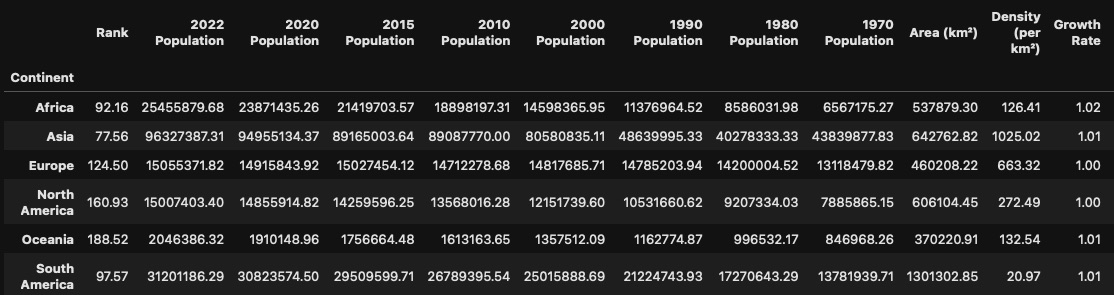 Rank 2022 Population 2020 Population 2015 Population 2010 Population 2000 Population 1990 Population 1980 Population 1970 Population Area (km²) Density (per km²) Growth Rate
Continent
Africa 92.16 25455879.68 23871435.26 21419703.57 18898197.31 14598365.95 11376964.52 8586031.98 6567175.27 537879.30 126.41 1.02
Asia 77.56 96327387.31 94955134.37 89165003.64 89087770.00 80580835.11 48639995.33 40278333.33 43839877.83 642762.82 1025.02 1.01
Europe 124.50 15055371.82 14915843.92 15027454.12 14712278.68 14817685.71 14785203.94 14200004.52 13118479.82 460208.22 663.32 1.00
North America 160.93 15007403.40 14855914.82 14259596.25 13568016.28 12151739.60 10531660.62 9207334.03 7885865.15 606104.45 272.49 1.00
Oceania 188.52 2046386.32 1910148.96 1756664.48 1613163.65 1357512.09 1162774.87 996532.17 846968.26 370220.91 132.54 1.01
South America 97.57 31201186.29 30823574.50 29509599.71 26789395.54 25015888.69 21224743.93 17270643.29 13781939.71 1301302.85 20.97 1.01